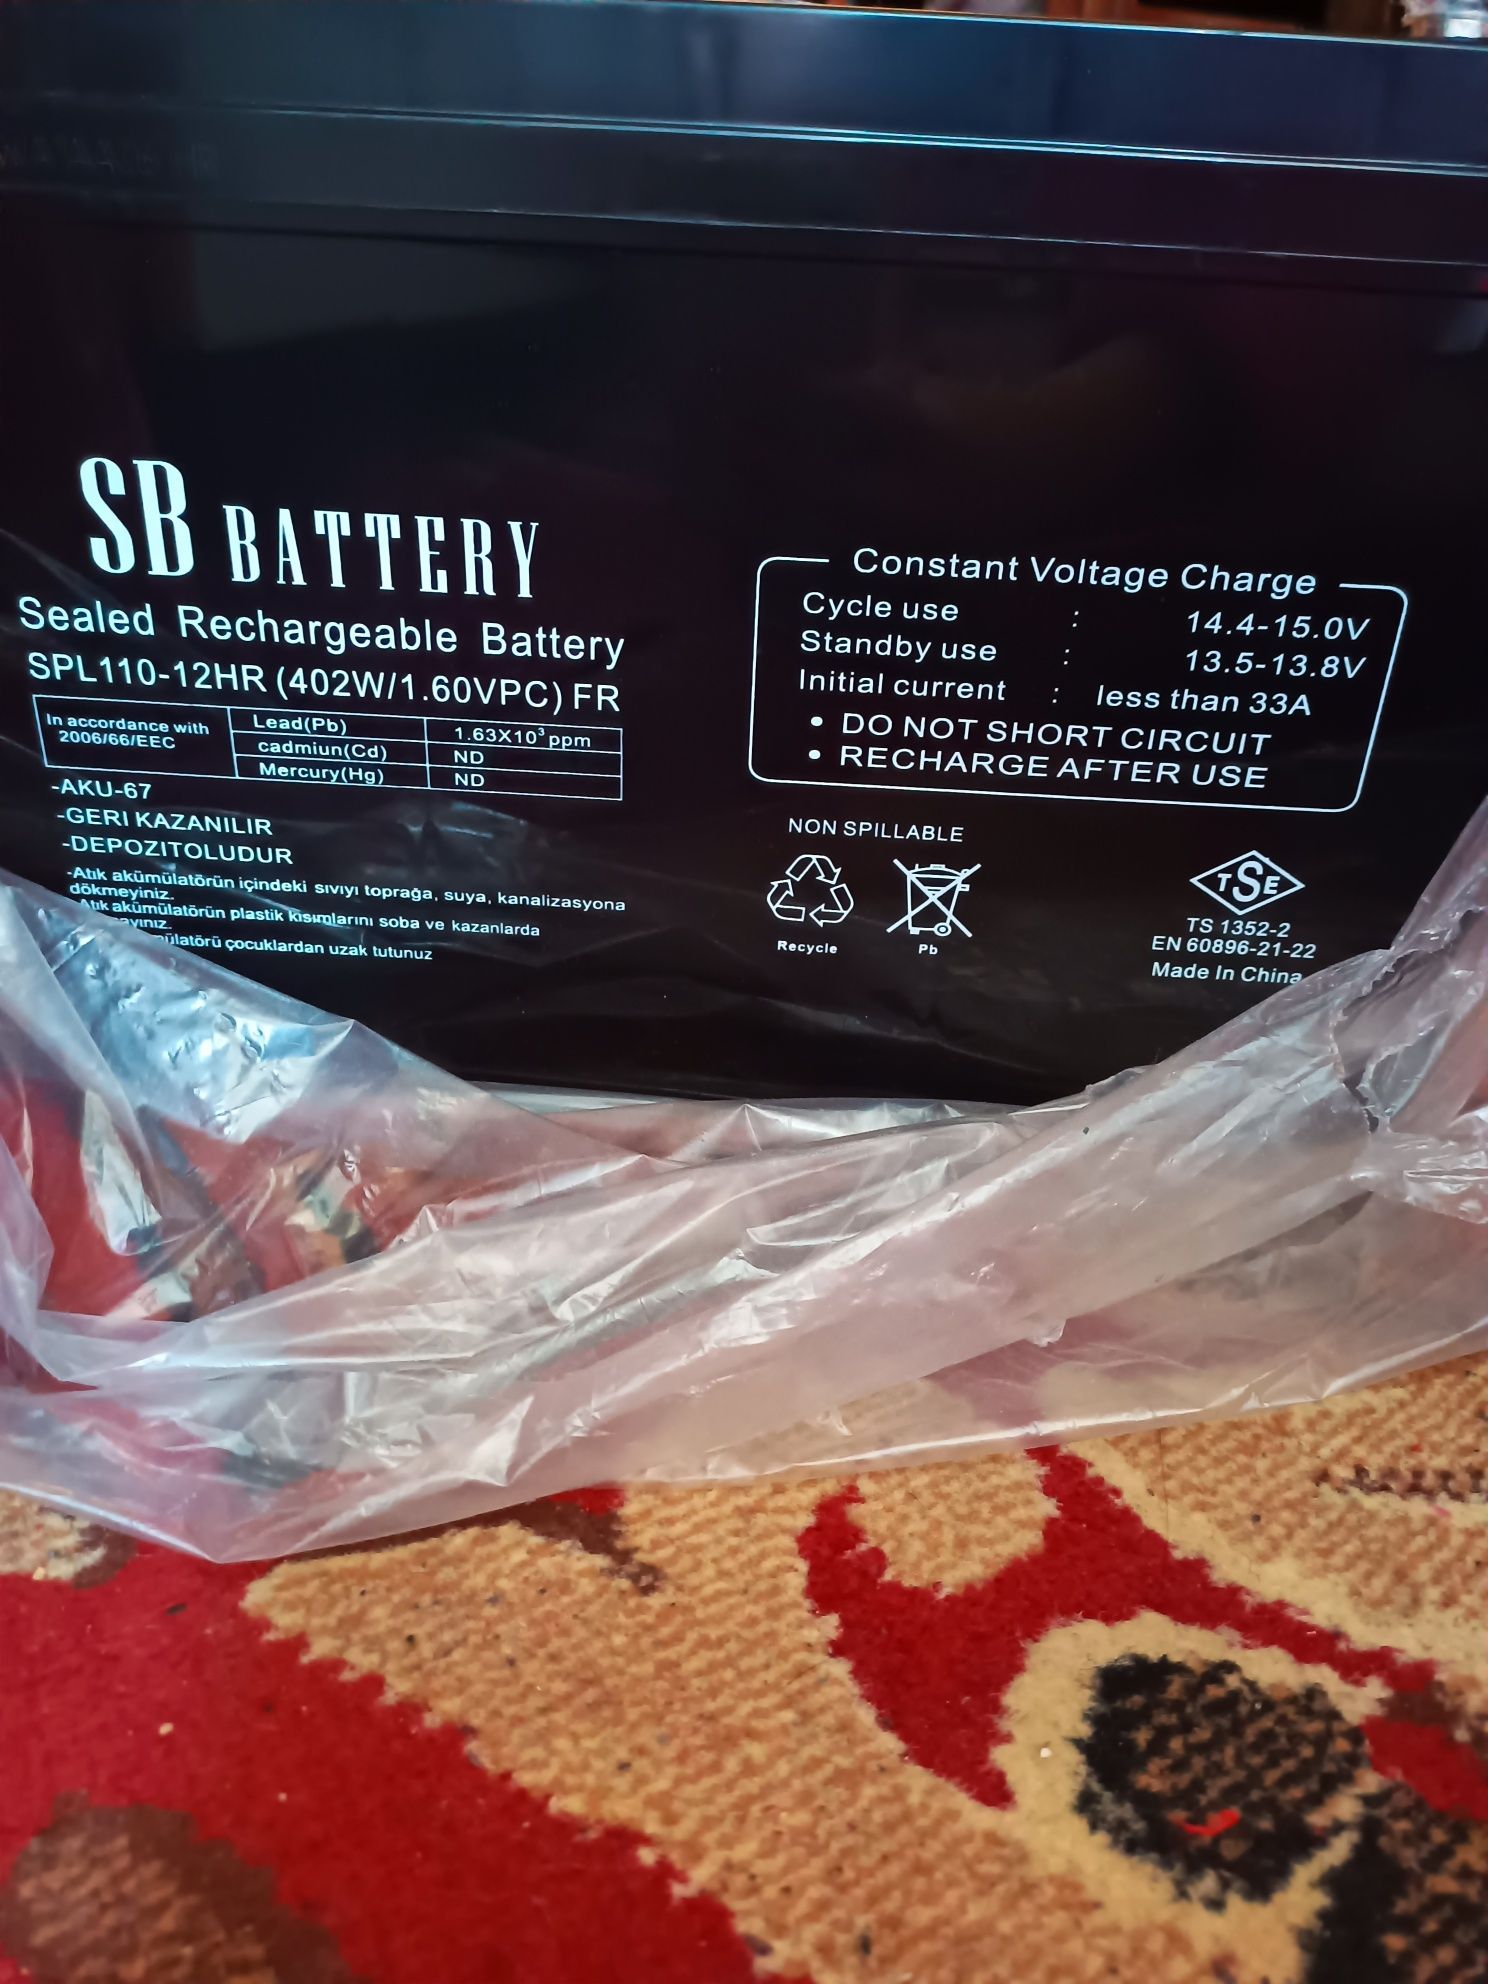 SB BATTERY
Sealed Rechargeable Battery
SPL110-12HR (402W/1.60VPC) FR
In accordance with
2006/66/EEC
Lead(Pb) 1.63X10³ppm
cadmiun(Cd) ND
Mercury(Hg) ND
-AKU-67
-GERI KAZANILIR
-DEPOZITOLUDUR
-Atık akümülatörün içindeki sıvıyı toprağa, suya, kanalizasyona
dökmeyiniz.
-Atık akümülatörün plastik kısımlarını soba ve kazanlarda
çocuklardan uzak tutunuz
Constant Voltage Charge
Cycle use : 14.4-15.0V
Standby use : 13.5-13.8V
Initial current : less than 33A
• DO NOT SHORT CIRCUIT
• RECHARGE AFTER USE
NON SPILLABLE
Recycle
Pb
TSE
TS 1352-2
EN 60896-21-22
Made In China